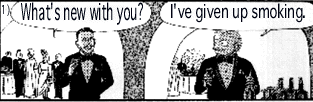 1) What's new with you?
I've given up smoking.